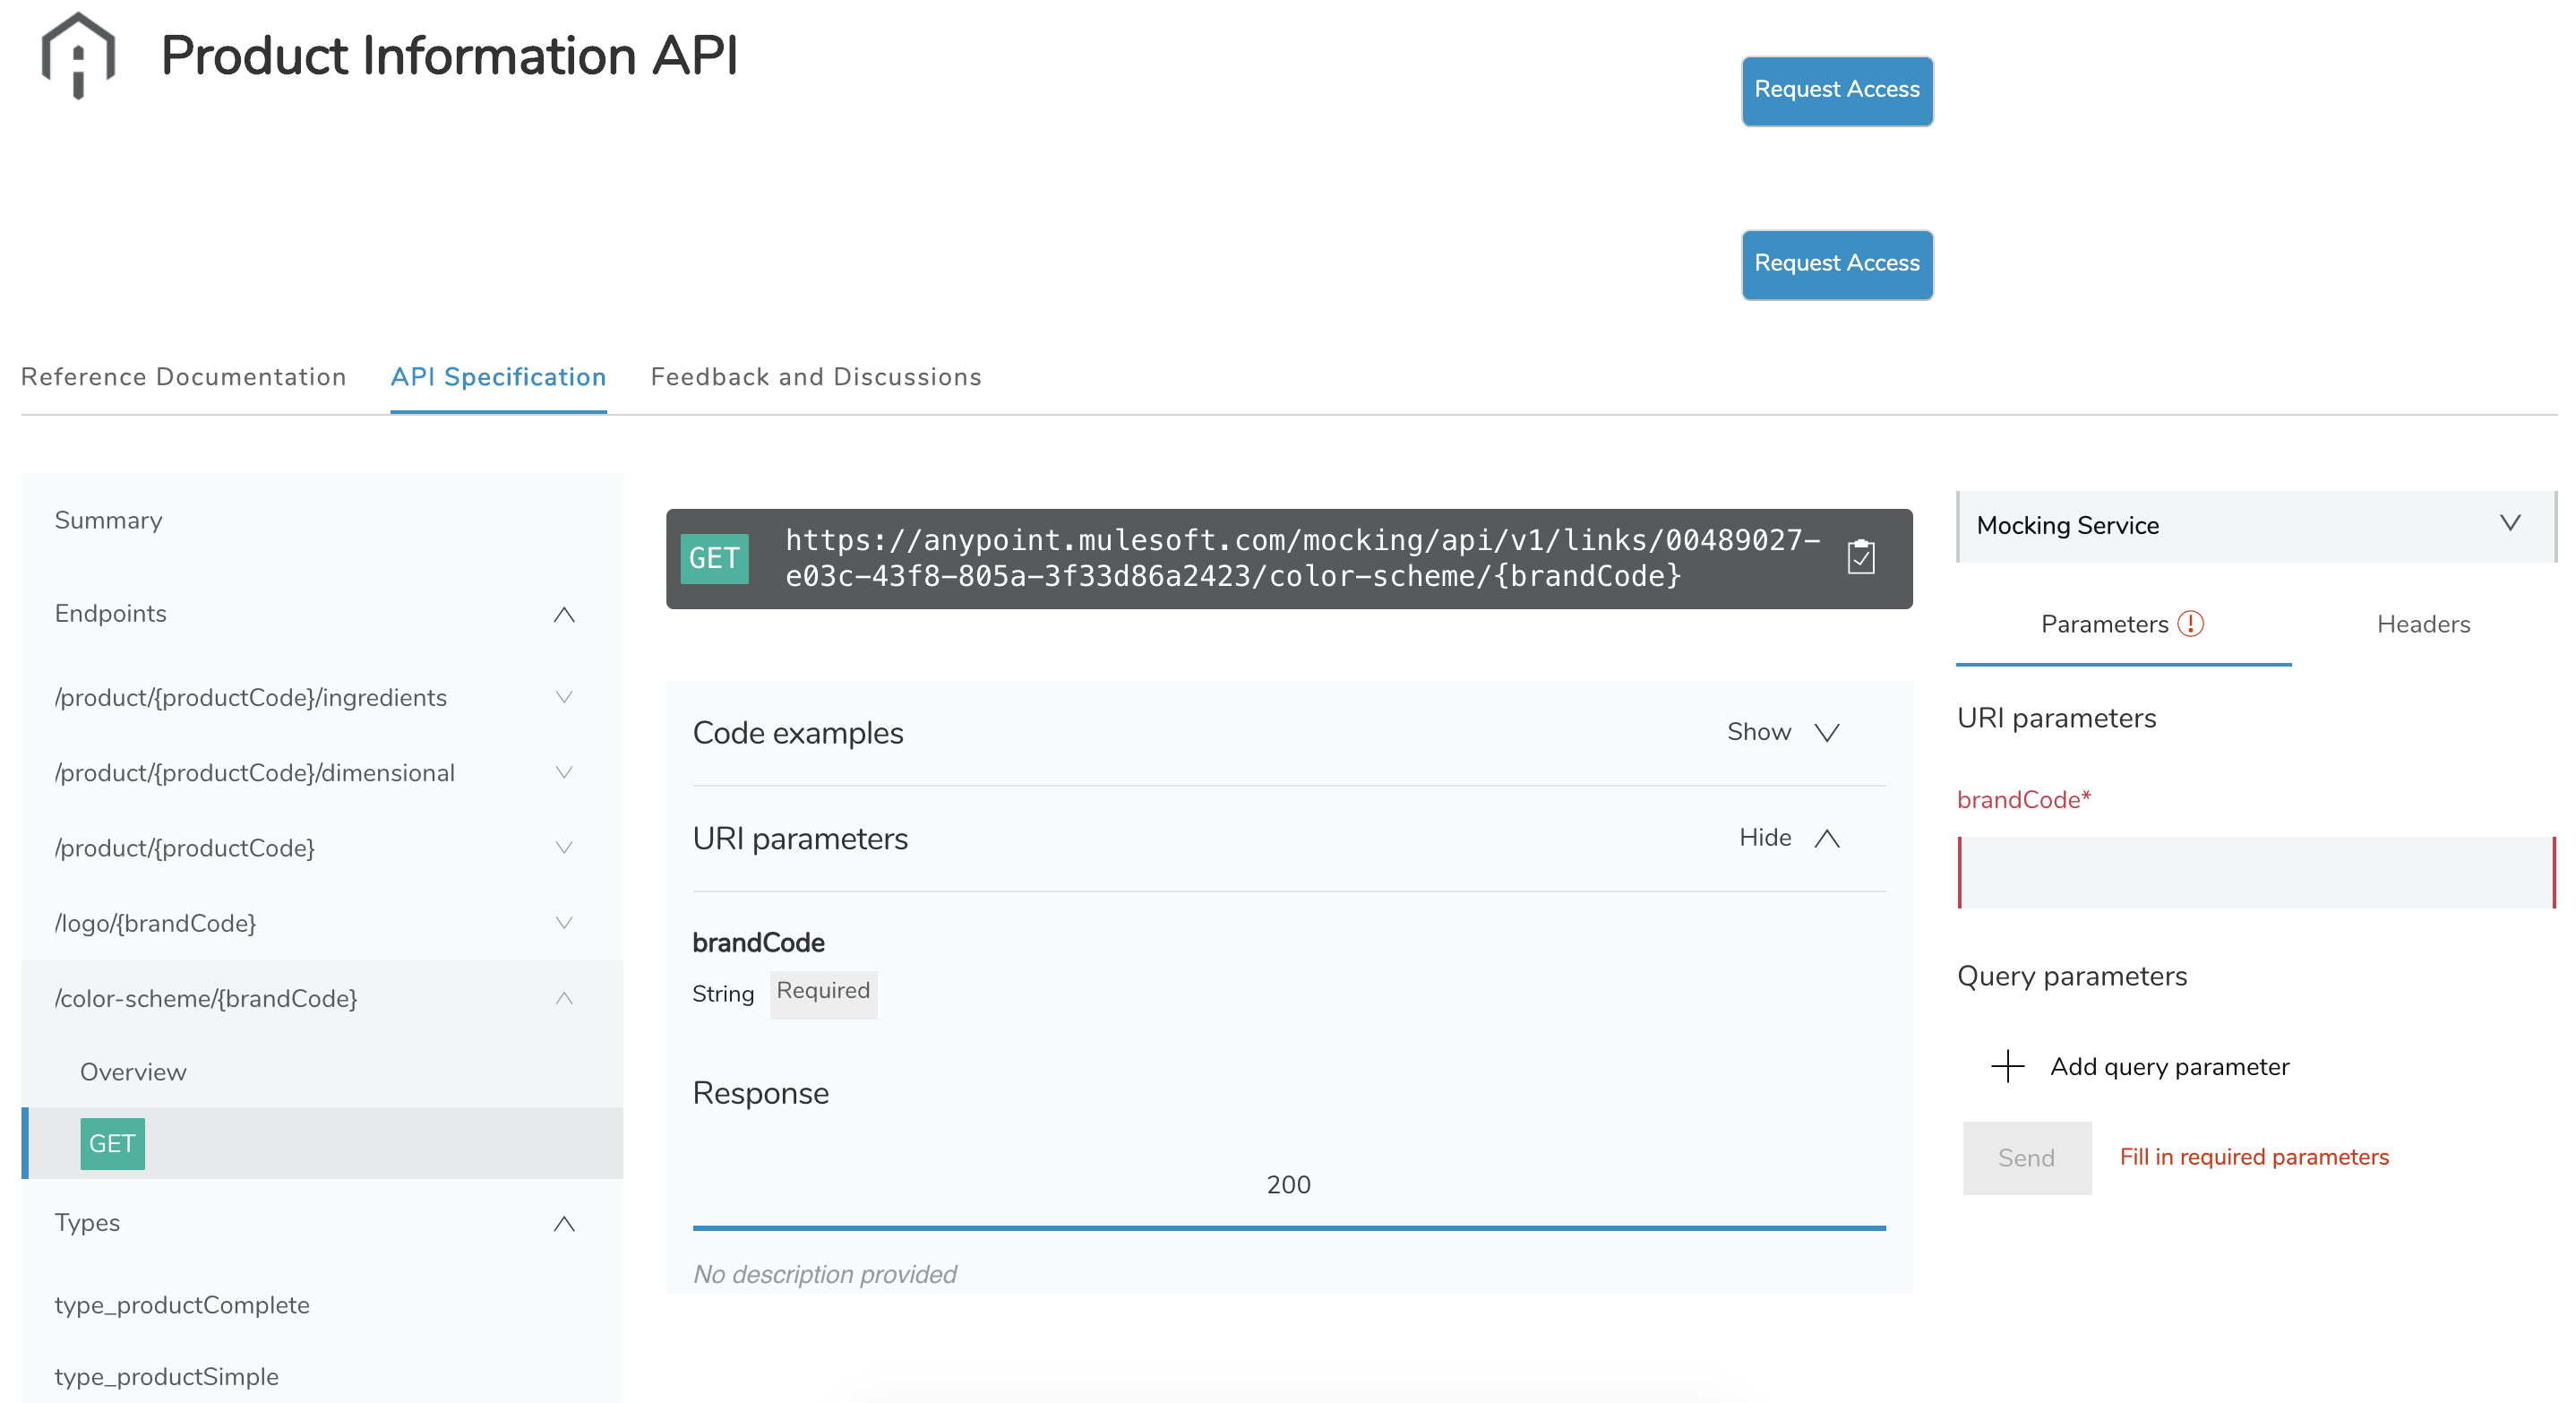 Product Information API
Request Access
Request Access
Reference Documentation
API Specification
Feedback and Discussions
Summary
Endpoints
/product/{productCode}/ingredients
/product/{productCode}/dimensional
/product/{productCode}
/logo/{brandCode}
/color-scheme/{brandCode}
Overview
GET
Types
type_productComplete
type_productSimple
GET
https://anypoint.mulesoft.com/mocking/api/v1/links/00489027-
e03c-43f8-805a-3f33d86a2423/color-scheme/{brandCode}
Code examples
Show
URI parameters
Hide
brandCode
String Required
Response
200
No description provided
Mocking Service
Parameters
Headers
URI parameters
brandCode*
Query parameters
Add query parameter
Send
Fill in required parameters